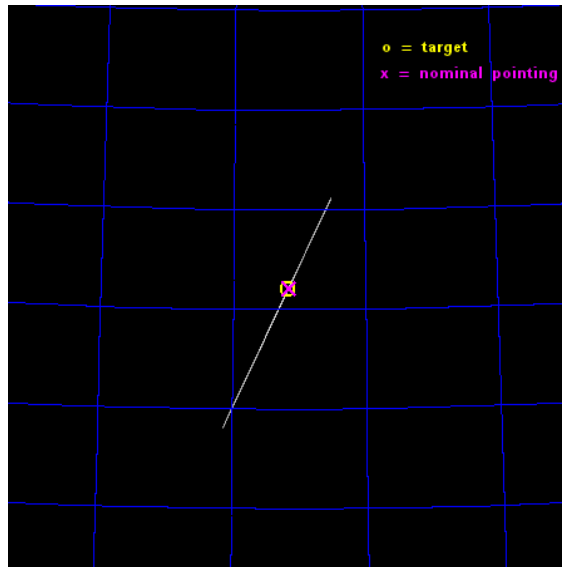 o = target
x = nominal pointing